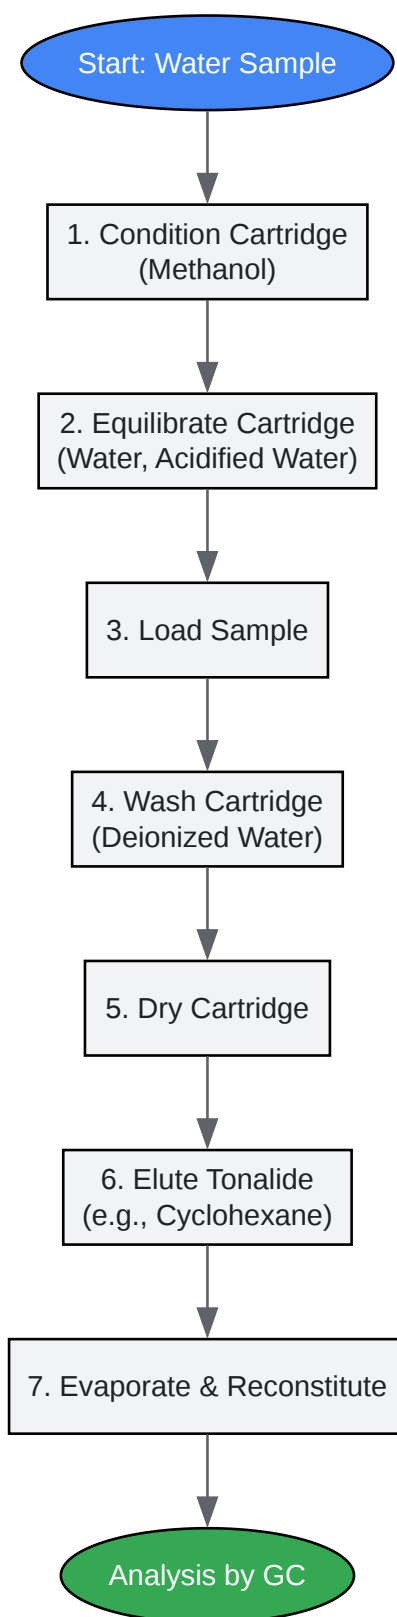 Start: Water Sample
1. Condition Cartridge
(Methanol)
2. Equilibrate Cartridge
(Water, Acidified Water)
3. Load Sample
4. Wash Cartridge
(Deionized Water)
5. Dry Cartridge
6. Elute Tonalide
(e.g., Cyclohexane)
7. Evaporate & Reconstitute
Analysis by GC